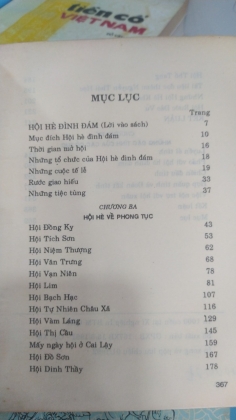 VIỆT NAM
MỤC LỤC
Trang
HỘI HÈ ĐÌNH ĐÁM (Lời vào sách) 7
Mục đích Hội hè đình đám 10
Thời gian mở hội 16
Những tổ chức của Hội hè đình đám 18
Những cuộc tế lễ 19
Rước giao hiếu 33
Những tiệc tùng 37
CHƯƠNG BA
HỘI HÈ VỀ PHONG TỤC
Hội Đồng Kỵ 43
Hội Tích Sơn 53
Hội Niệm Thượng 62
Hội Văn Trưng 68
Hội Vạn Niên 78
Hội Lim 81
Hội Bạch Hạc 107
Hội Tự Nhiên Châu Xá 116
Hội Vàm Láng 129
Hội Thị Cầu 145
Mấy ngày hội ở Cai Lậy 159
Hội Đồ Sơn 167
Hội Dinh Thầy 175
367